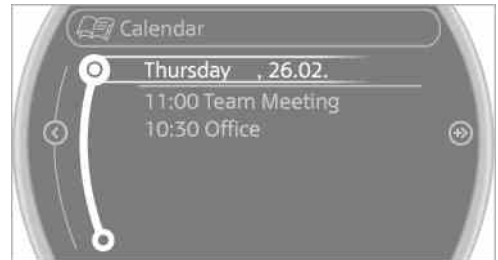 Calendar
Thursday , 26.02.
11:00 Team Meeting
10:30 Office